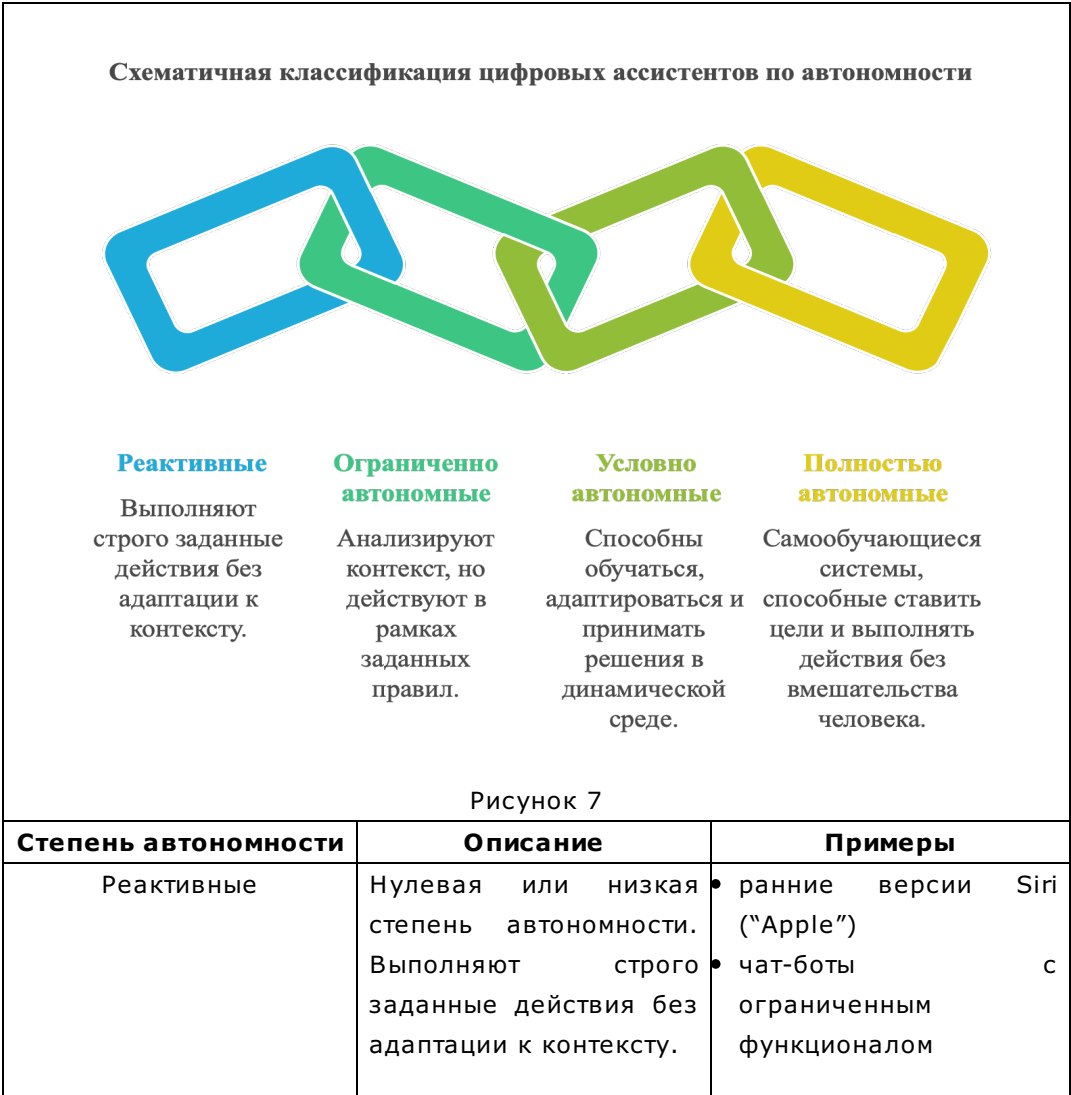 Схематичная классификация цифровых ассистентов по автономности
Реактивные
Выполняют
строго заданные
действия без
адаптации к
контексту.
Ограниченно
автономные
Анализируют
контекст, но
действуют в
рамках
заданных
правил.
Условно
автономные
Способны
обучаться,
адаптироваться и
принимать
решения в
динамической
среде.
Полностью
автономные
Самообучающиеся
системы,
способные ставить
цели и выполнять
действия без
вмешательства
человека.
Рисунок 7
Степень автономности Описание Примеры
Реактивные
Нулевая или низкая
степень автономности.
Выполняют строго
заданные действия без
адаптации к контексту.
• ранние версии Siri
(“Apple”)
• чат-боты с
ограниченным
функционалом